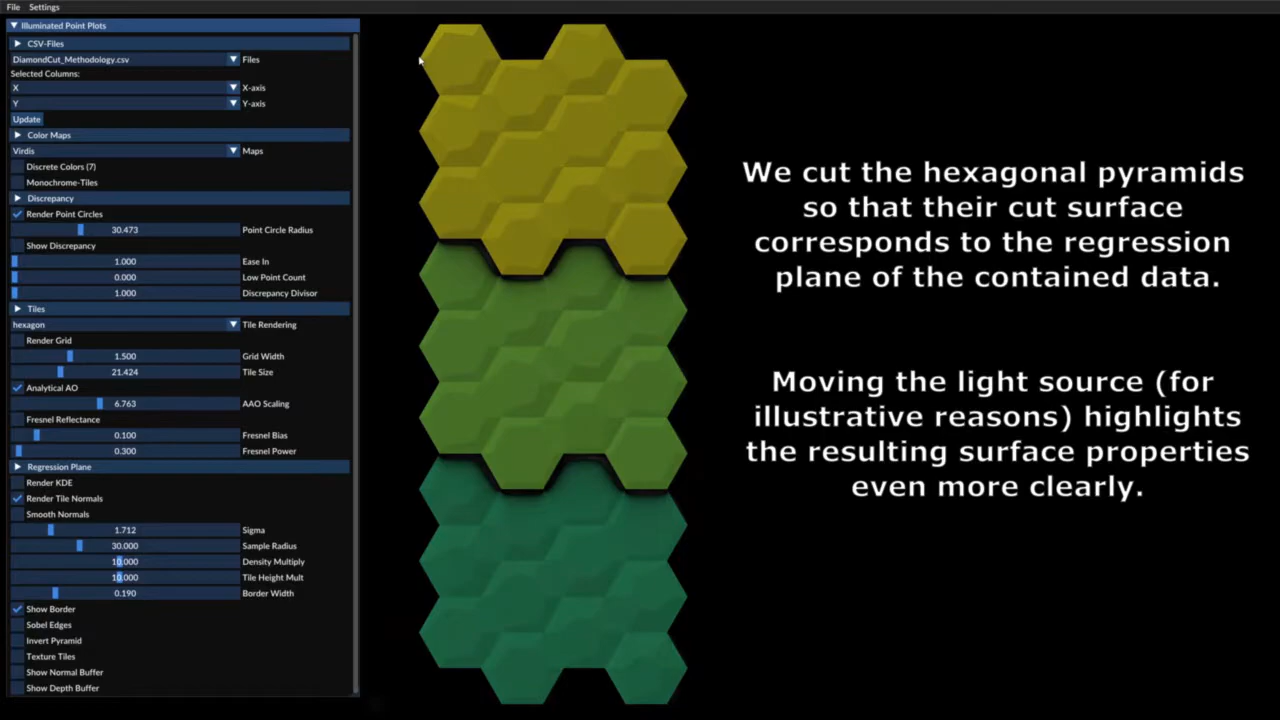 File Settings
Illuminated Point Plots
CSV-Files
DiamondCut_Methodology.csv Files
Selected Columns:
X X-axis
Y Y-axis
Update
Color Maps
Virdis Maps
Discrete Colors (7)
Monochrome-Tiles
Discrepancy
Render Point Circles
30.473 Point Circle Radius
Show Discrepancy
1.000 Ease In
0.000 Low Point Count
1.000 Discrepancy Divisor
Tiles
hexagon Tile Rendering
Render Grid
1.500 Grid Width
21.424 Tile Size
Analytical AO
6.763 AAO Scaling
Fresnel Reflectance
0.100 Fresnel Bias
0.300 Fresnel Power
Regression Plane
Render KDE
Render Tile Normals
Smooth Normals
1.712 Sigma
30.000 Sample Radius
10.000 Density Multiply
10.000 Tile Height Mult
0.190 Border Width
Show Border
Sobel Edges
Invert Pyramid
Texture Tiles
Show Normal Buffer
Show Depth Buffer
We cut the hexagonal pyramids
so that their cut surface
corresponds to the regression
plane of the contained data.
Moving the light source (for
illustrative reasons) highlights
the resulting surface properties
even more clearly.